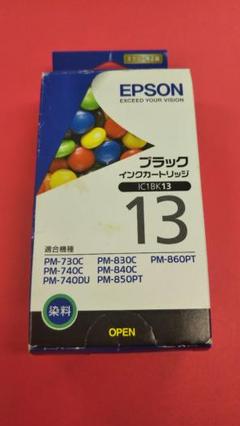 EPSON
EXCEED YOUR VISION
ブラック
インクカートリッジ
IC1BK13
13
適合機種
PM-730C PM-830C PM-860PT
PM-740C PM-840C
PM-740DU PM-850PT
染料
OPEN